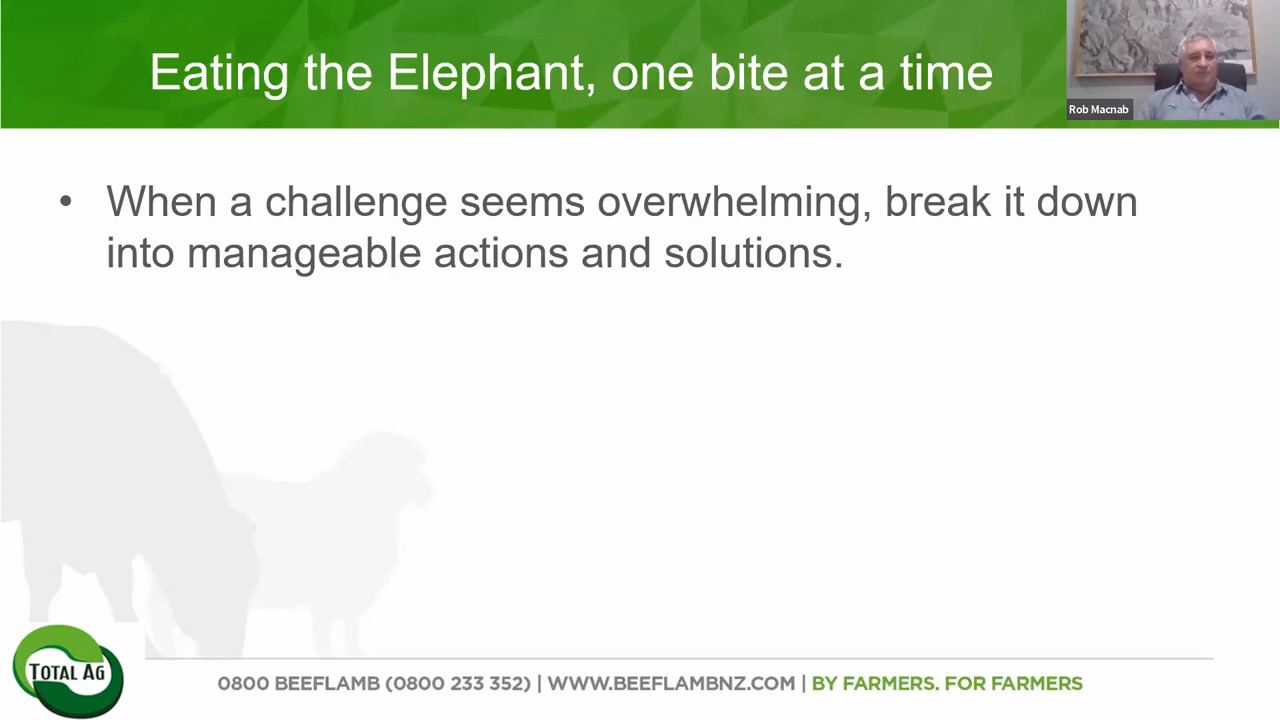 Eating the Elephant, one bite at a time
Rob Macnab
• When a challenge seems overwhelming, break it down
into manageable actions and solutions.
TOTAL AG
0800 BEEFLAMB (0800 233 352) | WWW.BEEFLAMBNZ.COM | BY FARMERS. FOR FARMERS